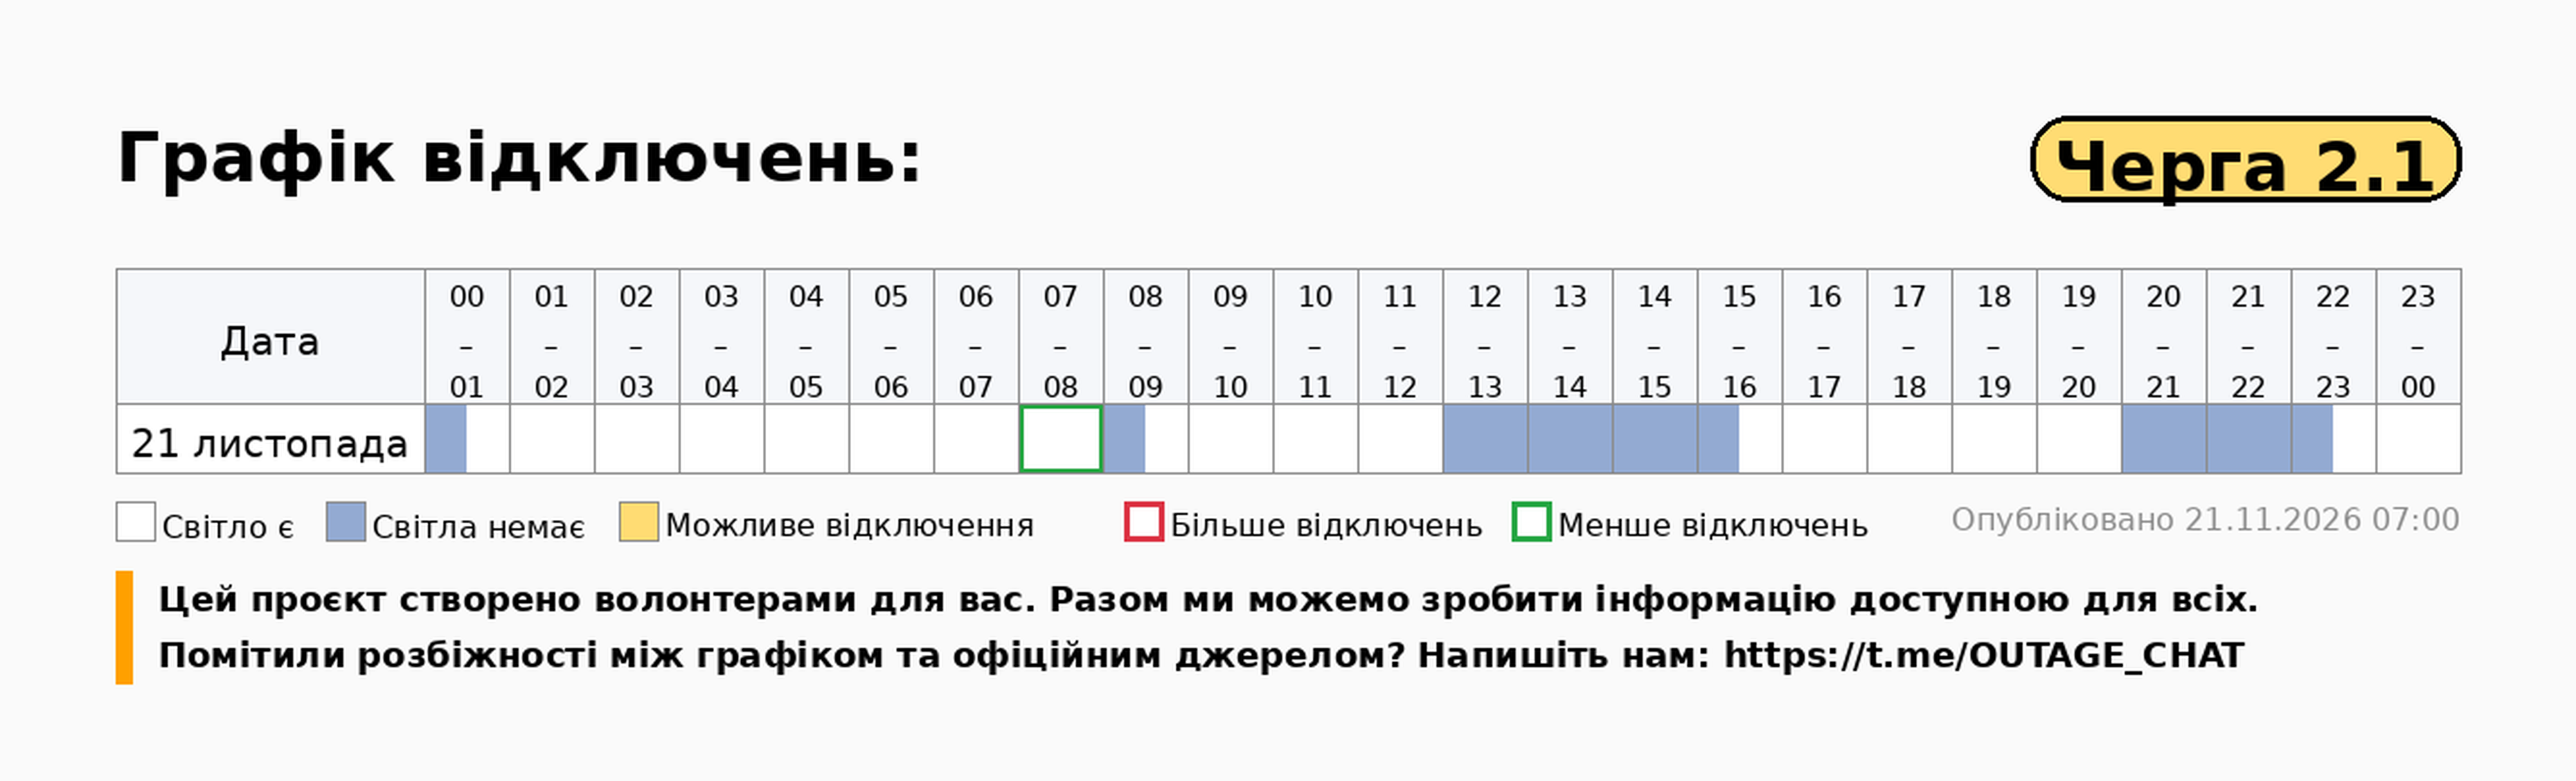 Графік відключень:
Черга 2.1
Дата
00 – 01
01 – 02
02 – 03
03 – 04
04 – 05
05 – 06
06 – 07
07 – 08
08 – 09
09 – 10
10 – 11
11 – 12
12 – 13
13 – 14
14 – 15
15 – 16
16 – 17
17 – 18
18 – 19
19 – 20
20 – 21
21 – 22
22 – 23
23 – 00
21 листопада
Світло є
Світла немає
Можливе відключення
Більше відключень
Менше відключень
Опубліковано 21.11.2026 07:00
Цей проєкт створено волонтерами для вас. Разом ми можемо зробити інформацію доступною для всіх.
Помітили розбіжності між графіком та офіційним джерелом? Напишіть нам: https://t.me/OUTAGE_CHAT